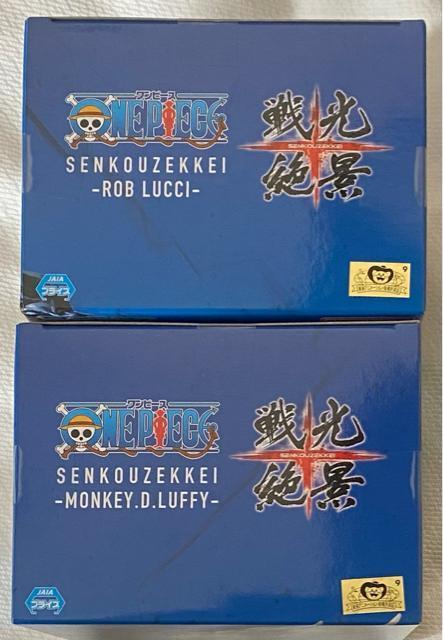 ワンピース
ONE PIECE
SENKOUZEKKEI
-ROB LUCCI-
戦光
SENKOUZEKKEI
絶景
JAIA
プライズ
9
ワンピース
ONE PIECE
SENKOUZEKKEI
-MONKEY.D.LUFFY-
戦光
SENKOUZEKKEI
絶景
JAIA
プライズ
9